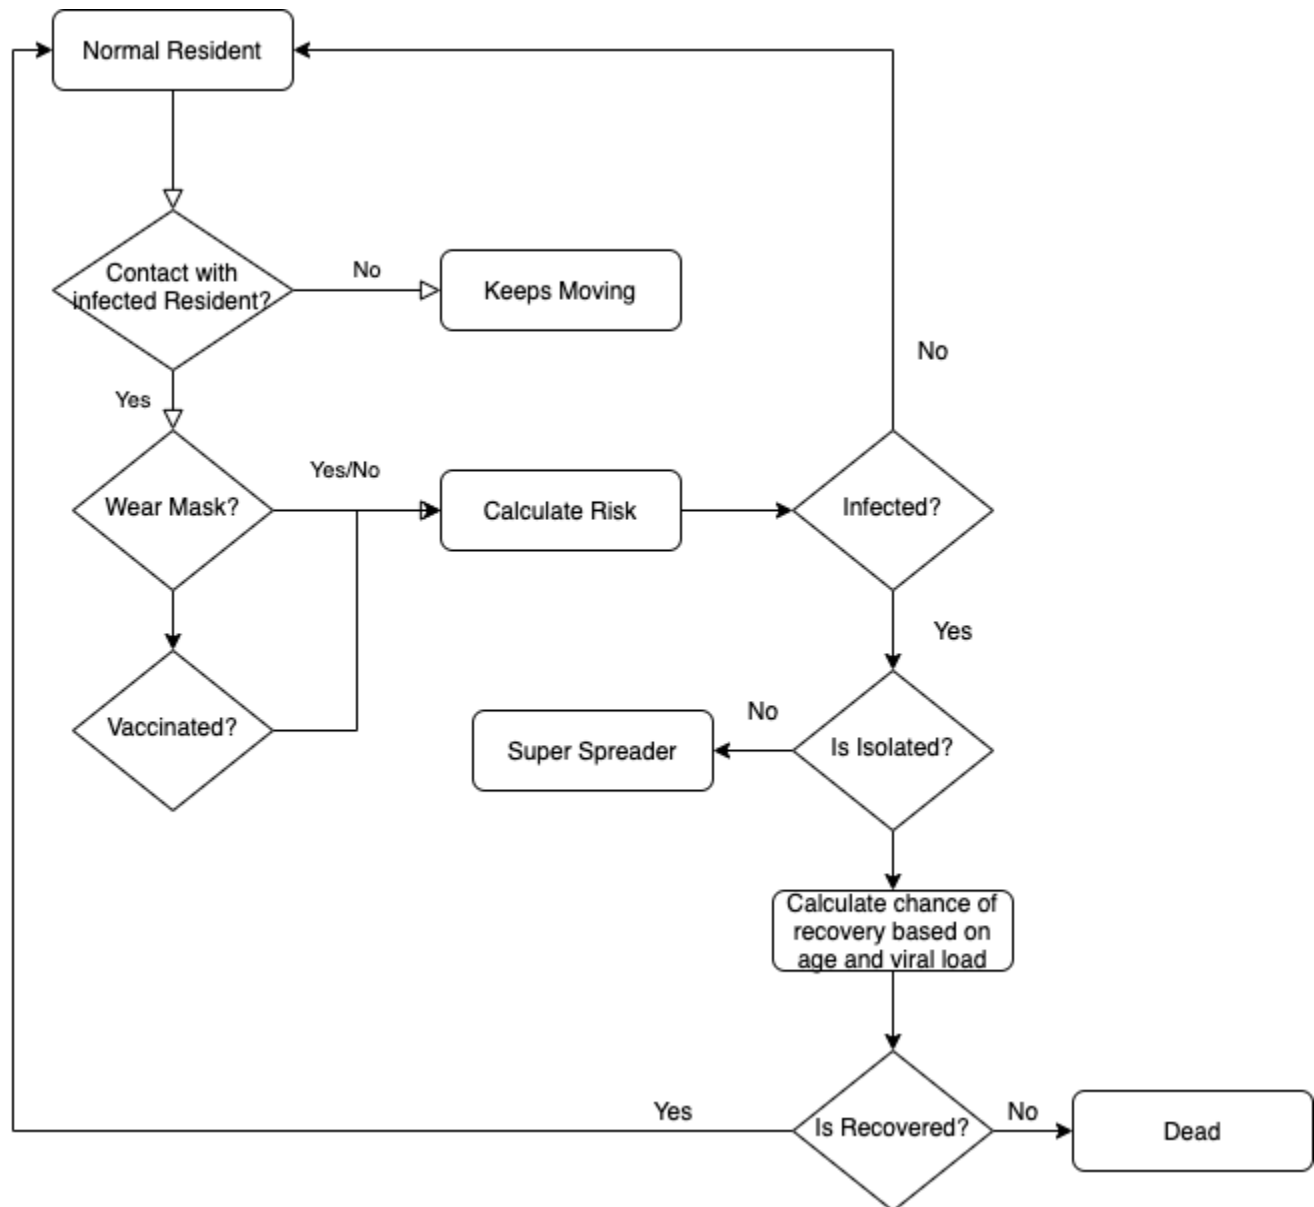 Normal Resident
Contact with
infected Resident?
No
Keeps Moving
No
Yes
Wear Mask?
Yes/No
Calculate Risk
Infected?
Yes
Vaccinated?
No
Super Spreader
Is Isolated?
Calculate chance of
recovery based on
age and viral load
Yes
Is Recovered?
No
Dead